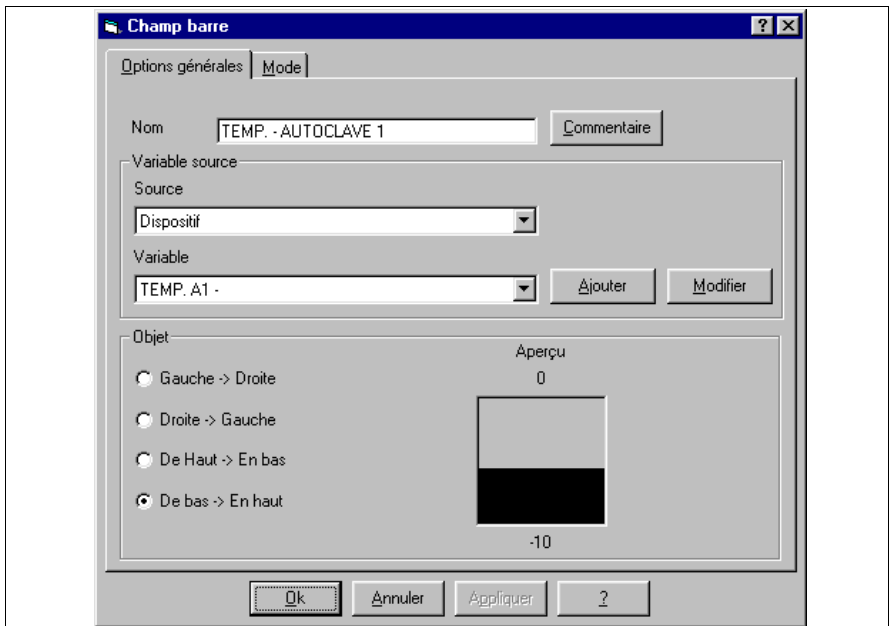 Champ barre
Options générales Mode
Nom TEMP. - AUTOCLAVE 1 Commentaire
Variable source
Source
Dispositif
Variable
TEMP. A1 - Ajouter Modifier
Objet
Aperçu
0
Gauche -> Droite
Droite -> Gauche
De Haut -> En bas
De bas -> En haut
-10
Ok Annuler Appliquer ?